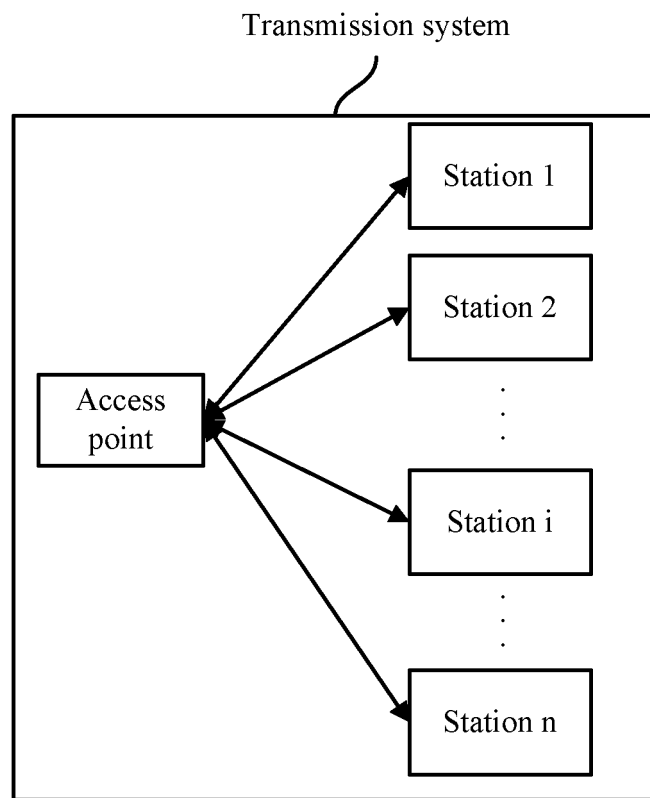 Transmission system
Station 1
Station 2
Access
point
Station i
Station n